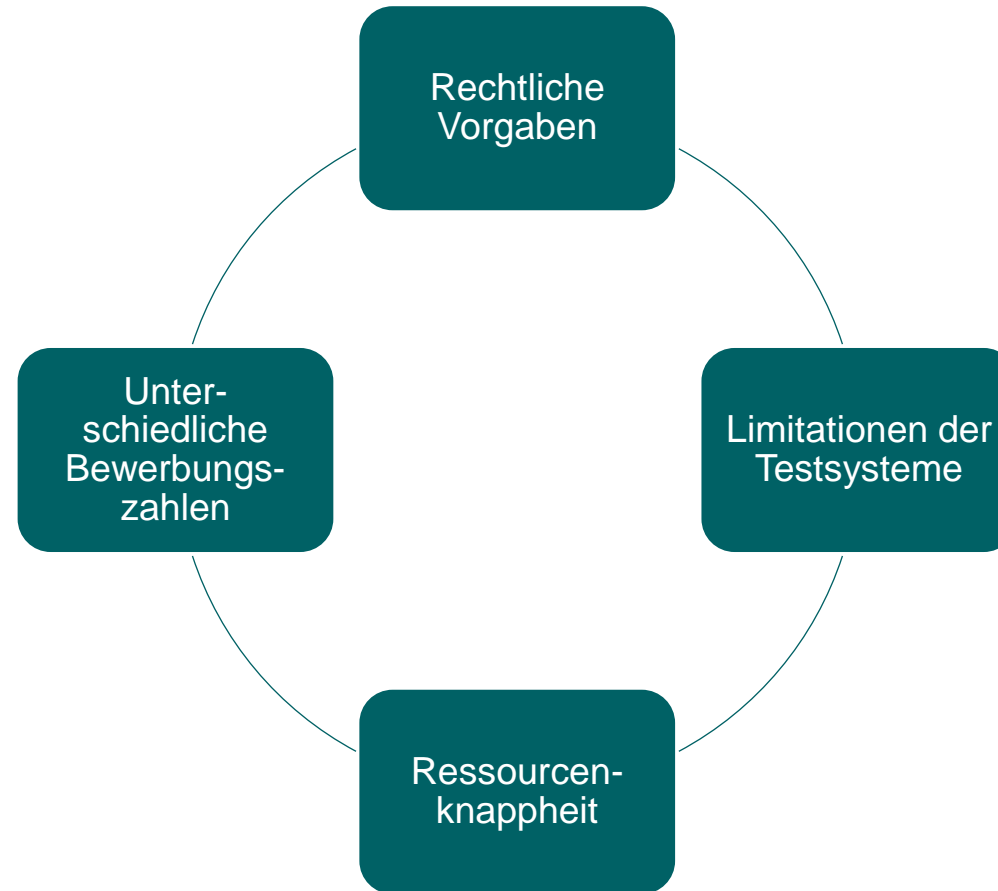 Rechtliche
Vorgaben
Unter-
schiedliche
Bewerbungs-
zahlen
Limitationen der
Testsysteme
Ressourcen-
knappheit